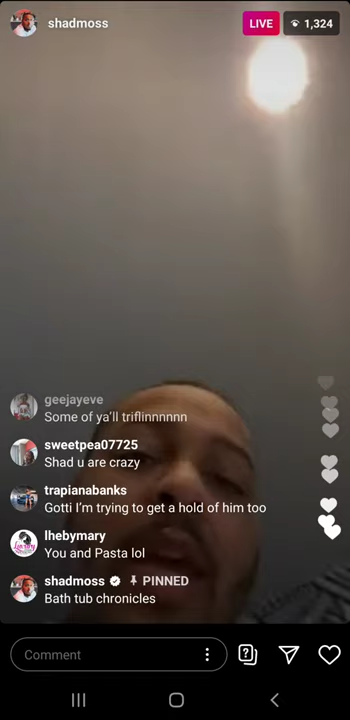 shadmoss
LIVE
1,324
geejayeve
Some of ya'll triflinnnnnn
sweetpea07725
Shad u are crazy
trapianabanks
Gotti I'm trying to get a hold of him too
lhebymary
You and Pasta lol
shadmoss PINNED
Bath tub chronicles
Comment